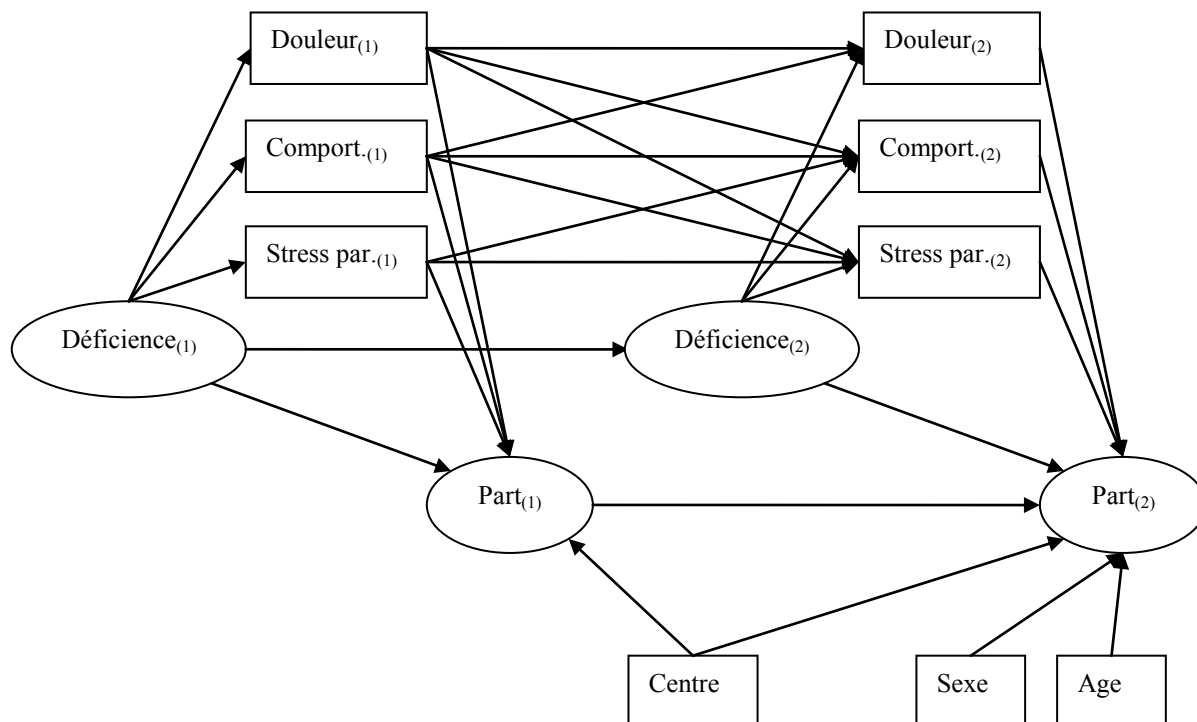 Douleur(1)
Douleur(2)
Comport.(1)
Comport.(2)
Stress par.(1)
Stress par.(2)
Déficience(1)
Déficience(2)
Part(1)
Part(2)
Centre
Sexe
Age